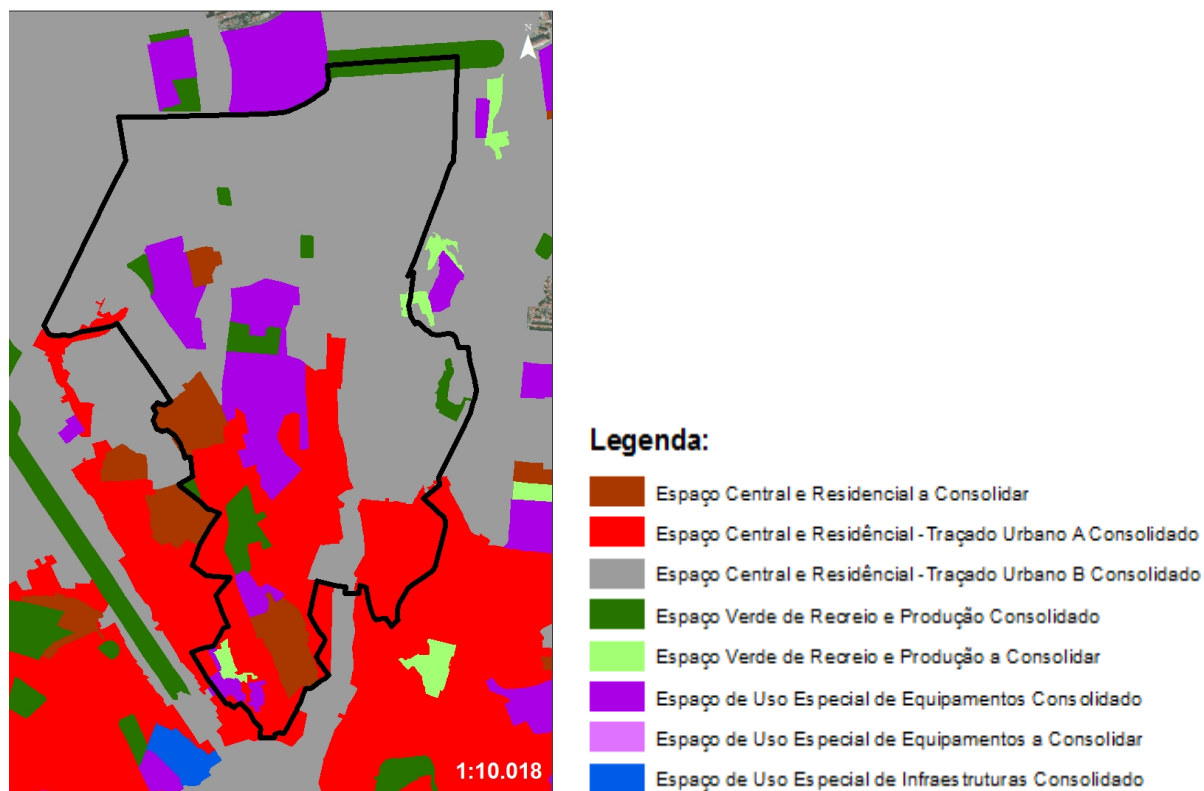 N
1:10.018
Legenda:
Espaço Central e Residencial a Consolidar
Espaço Central e Residêncial - Traçado Urbano A Consolidado
Espaço Central e Residêncial - Traçado Urbano B Consolidado
Espaço Verde de Recreio e Produção Consolidado
Espaço Verde de Recreio e Produção a Consolidar
Espaço de Uso Especial de Equipamentos Consolidado
Espaço de Uso Especial de Equipamentos a Consolidar
Espaço de Uso Especial de Infraestruturas Consolidado